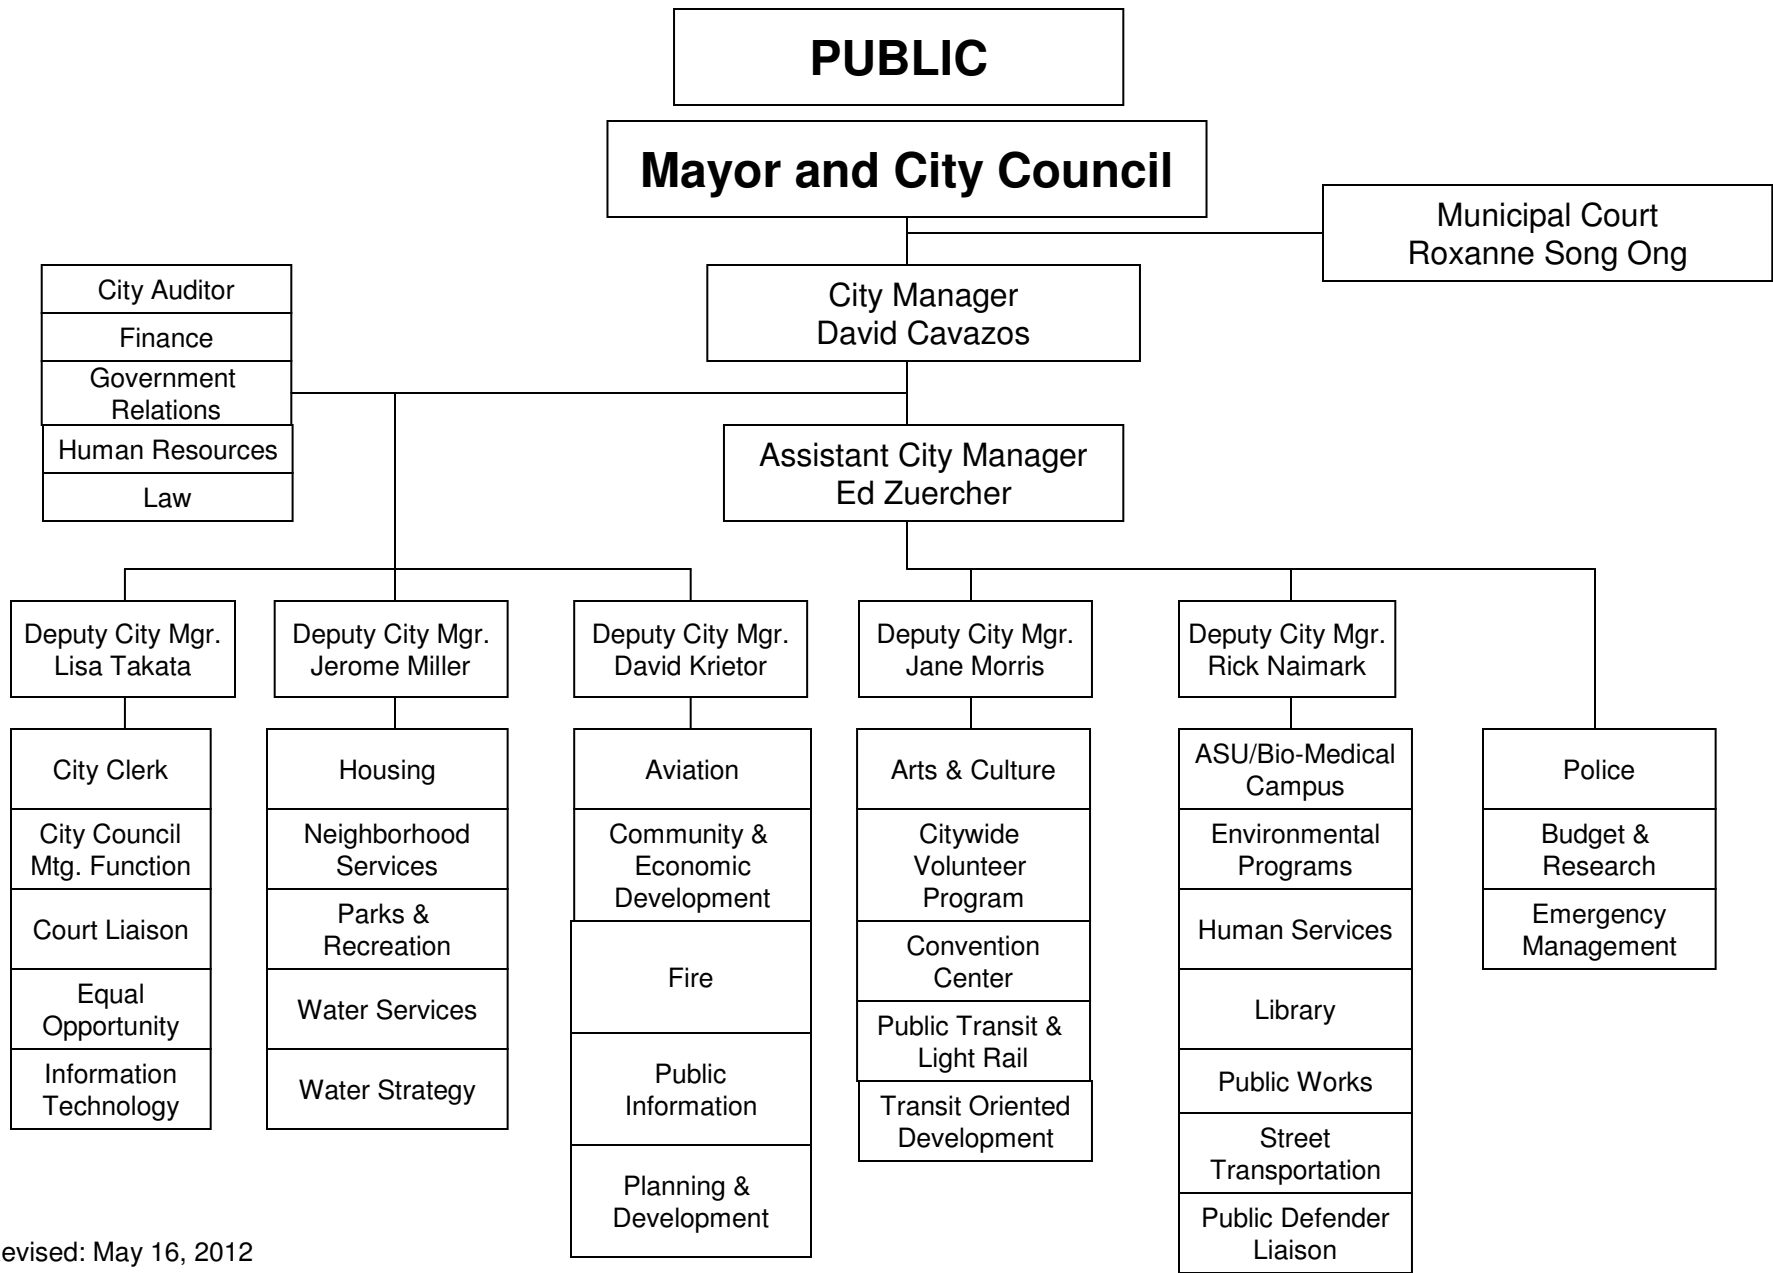 PUBLIC
Mayor and City Council
Municipal Court
Roxanne Song Ong
City Manager
David Cavazos
City Auditor
Finance
Government
Relations
Human Resources
Law
Assistant City Manager
Ed Zuercher
Deputy City Mgr.
Lisa Takata
Deputy City Mgr.
Jerome Miller
Deputy City Mgr.
David Krietor
Deputy City Mgr.
Jane Morris
Deputy City Mgr.
Rick Naimark
City Clerk
City Council
Mtg. Function
Court Liaison
Equal
Opportunity
Information
Technology
Housing
Neighborhood
Services
Parks &
Recreation
Water Services
Water Strategy
Aviation
Community &
Economic
Development
Fire
Public
Information
Planning &
Development
Arts & Culture
Citywide
Volunteer
Program
Convention
Center
Public Transit &
Light Rail
Transit Oriented
Development
ASU/Bio-Medical
Campus
Environmental
Programs
Human Services
Library
Public Works
Street
Transportation
Public Defender
Liaison
Police
Budget &
Research
Emergency
Management
evised: May 16, 2012